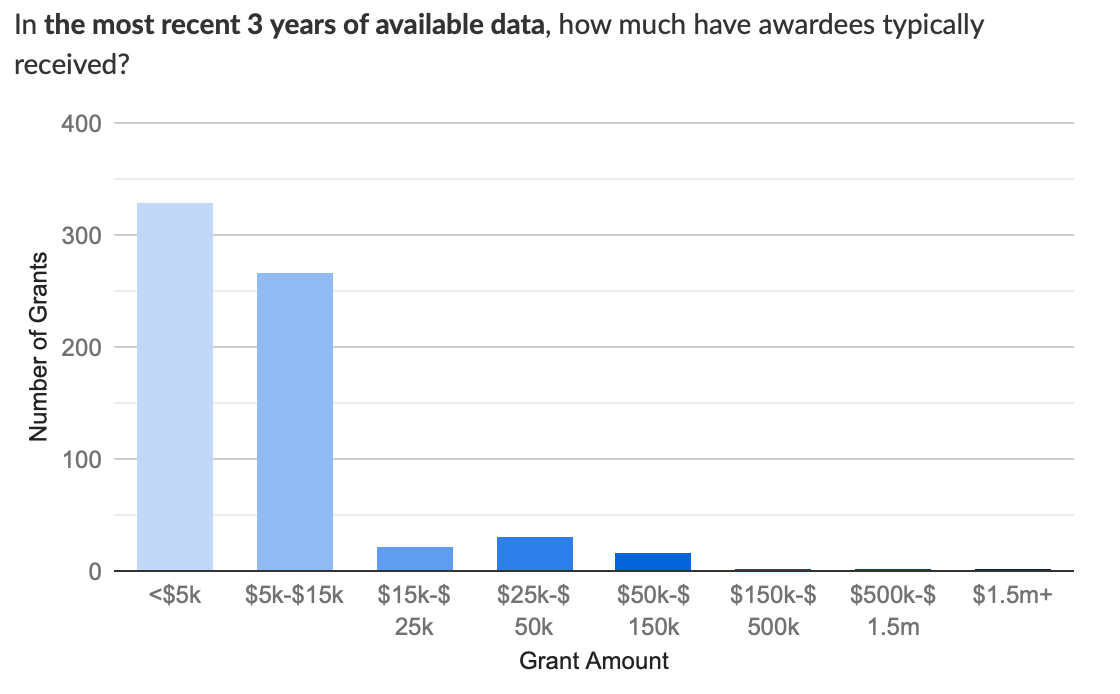 In the most recent 3 years of available data, how much have awardees typically
received?
400
300
200
100
0
Number of Grants
<$5k
$5k-$15k
$15k-$
25k
$25k-$
50k
$50k-$
150k
$150k-$
500k
$500k-$
1.5m
$1.5m+
Grant Amount